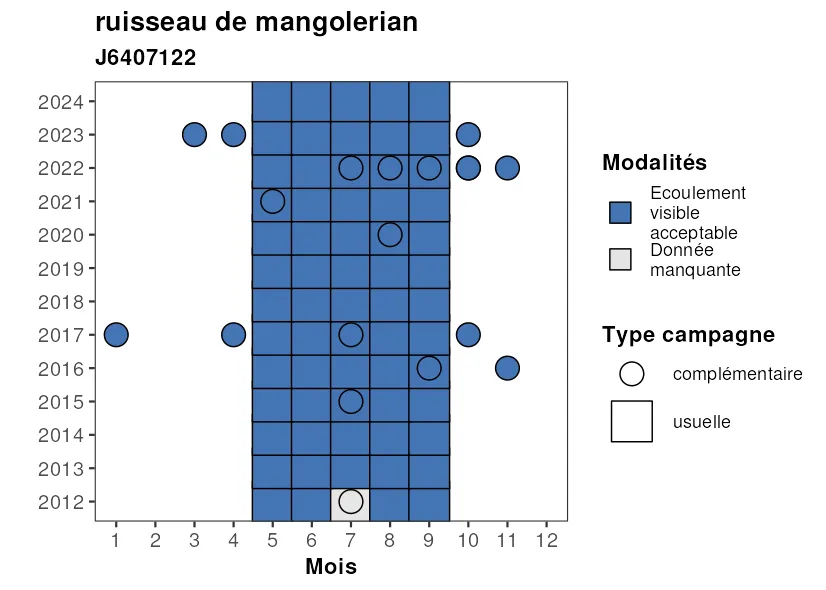 ruisseau de mangolerian
J6407122
2024
2023
2022
2021
2020
2019
2018
2017
2016
2015
2014
2013
2012
1 2 3 4 5 6 7 8 9 10 11 12
Mois
Modalités
Ecoulement
visible
acceptable
Donnée
manquante
Type campagne
complémentaire
usuelle